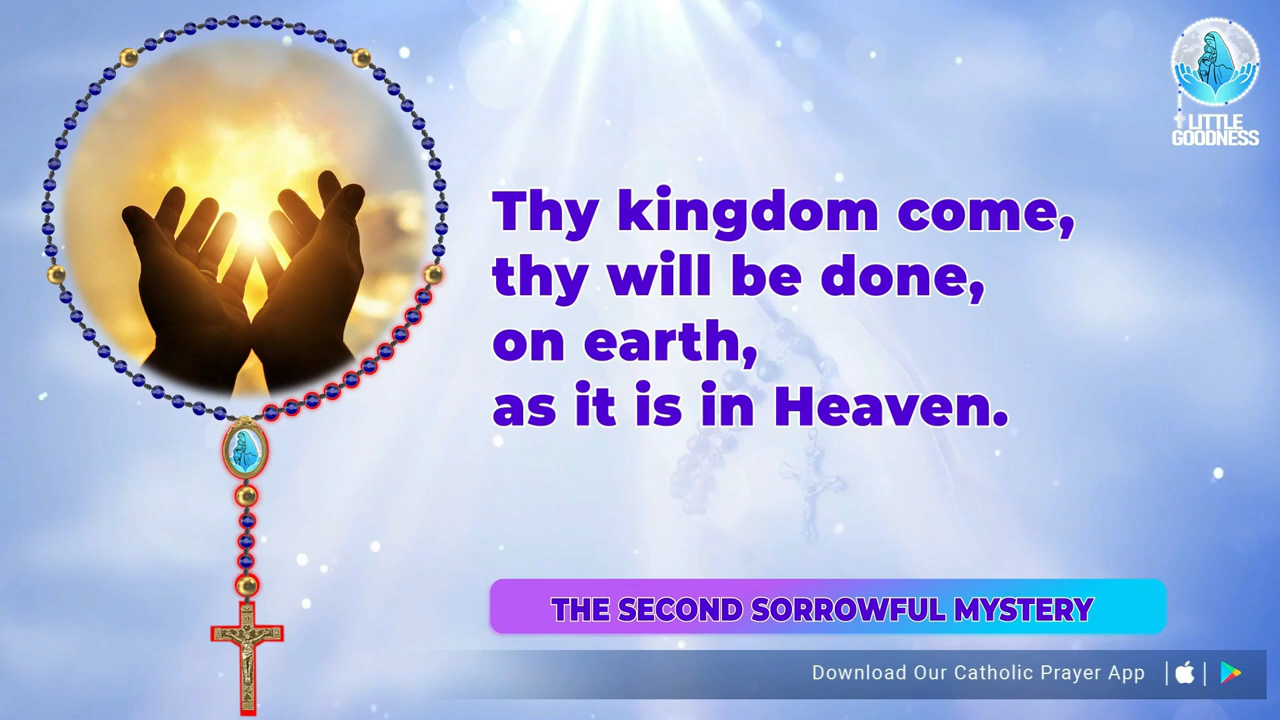 LITTLE
GOODNESS
Thy kingdom come,
thy will be done,
on earth,
as it is in Heaven.
THE SECOND SORROWFUL MYSTERY
Download Our Catholic Prayer App